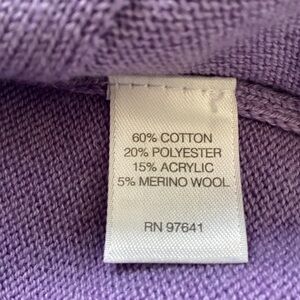 60% COTTON
20% POLYESTER
15% ACRYLIC
5% MERINO WOOL
RN 97641